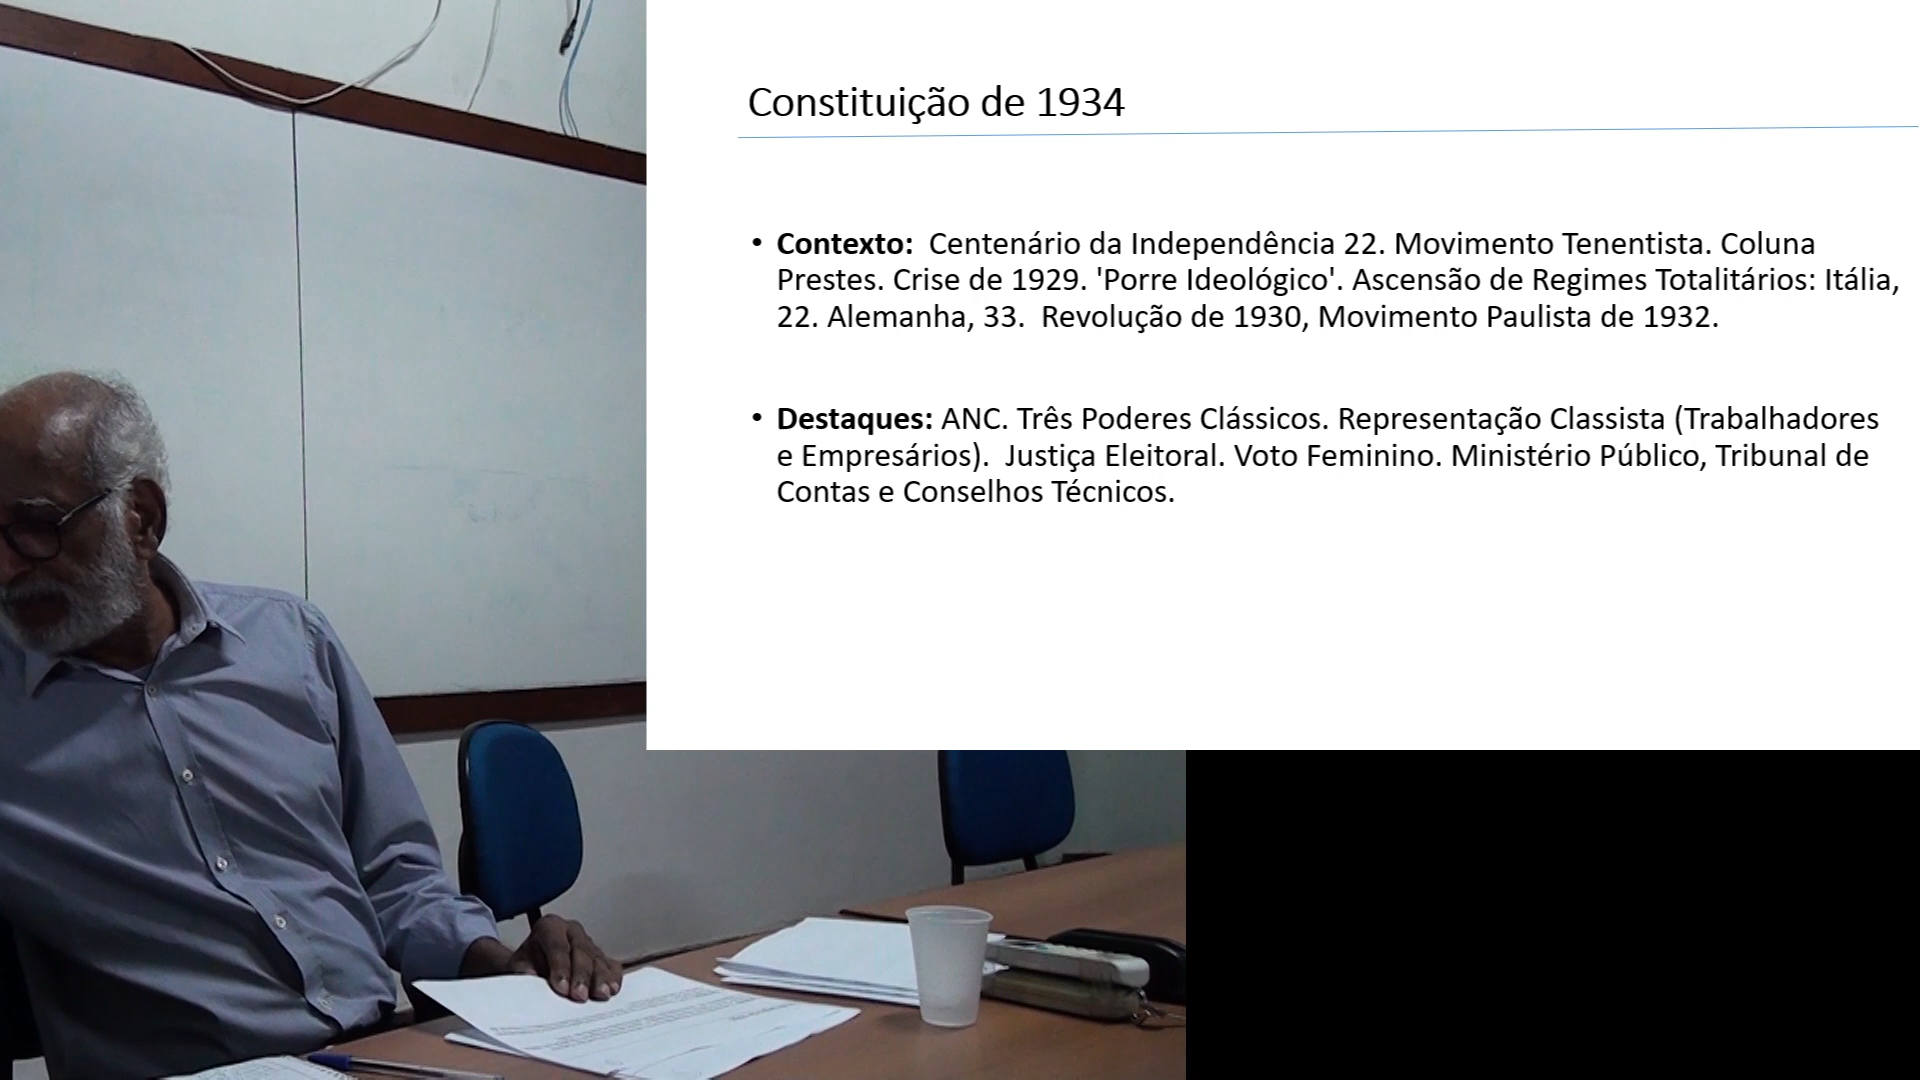 Constituição de 1934
• Contexto:  Centenário da Independência 22. Movimento Tenentista. Coluna
Prestes. Crise de 1929. 'Porre Ideológico'. Ascensão de Regimes Totalitários: Itália,
22. Alemanha, 33.  Revolução de 1930, Movimento Paulista de 1932.
• Destaques: ANC. Três Poderes Clássicos. Representação Classista (Trabalhadores
e Empresários).  Justiça Eleitoral. Voto Feminino. Ministério Público, Tribunal de
Contas e Conselhos Técnicos.